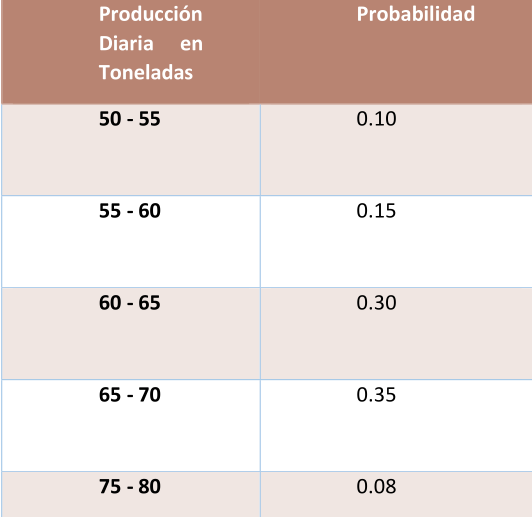 Producción
Diaria en
Toneladas
Probabilidad
50 - 55
0.10
55 - 60
0.15
60 - 65
0.30
65 - 70
0.35
75 - 80
0.08